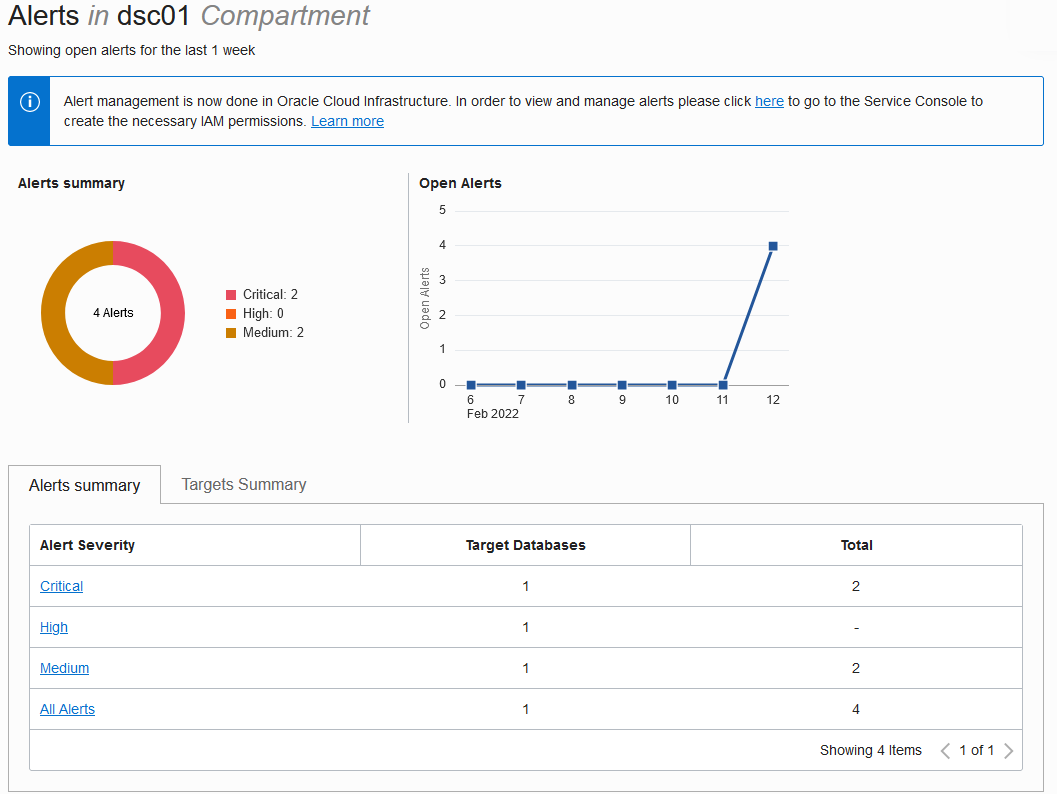 Alerts in dsc01 Compartment
Showing open alerts for the last 1 week
Alert management is now done in Oracle Cloud Infrastructure. In order to view and manage alerts please click here to go to the Service Console to
create the necessary IAM permissions. Learn more
Alerts summary
4 Alerts
Critical: 2
High: 0
Medium: 2
Open Alerts
Open Alerts
5
4
3
2
1
0
6 7 8 9 10 11 12
Feb 2022
Alerts summary Targets Summary
Alert Severity Target Databases Total
Critical 1 2
High 1 -
Medium 1 2
All Alerts 1 4
Showing 4 Items 1 of 1